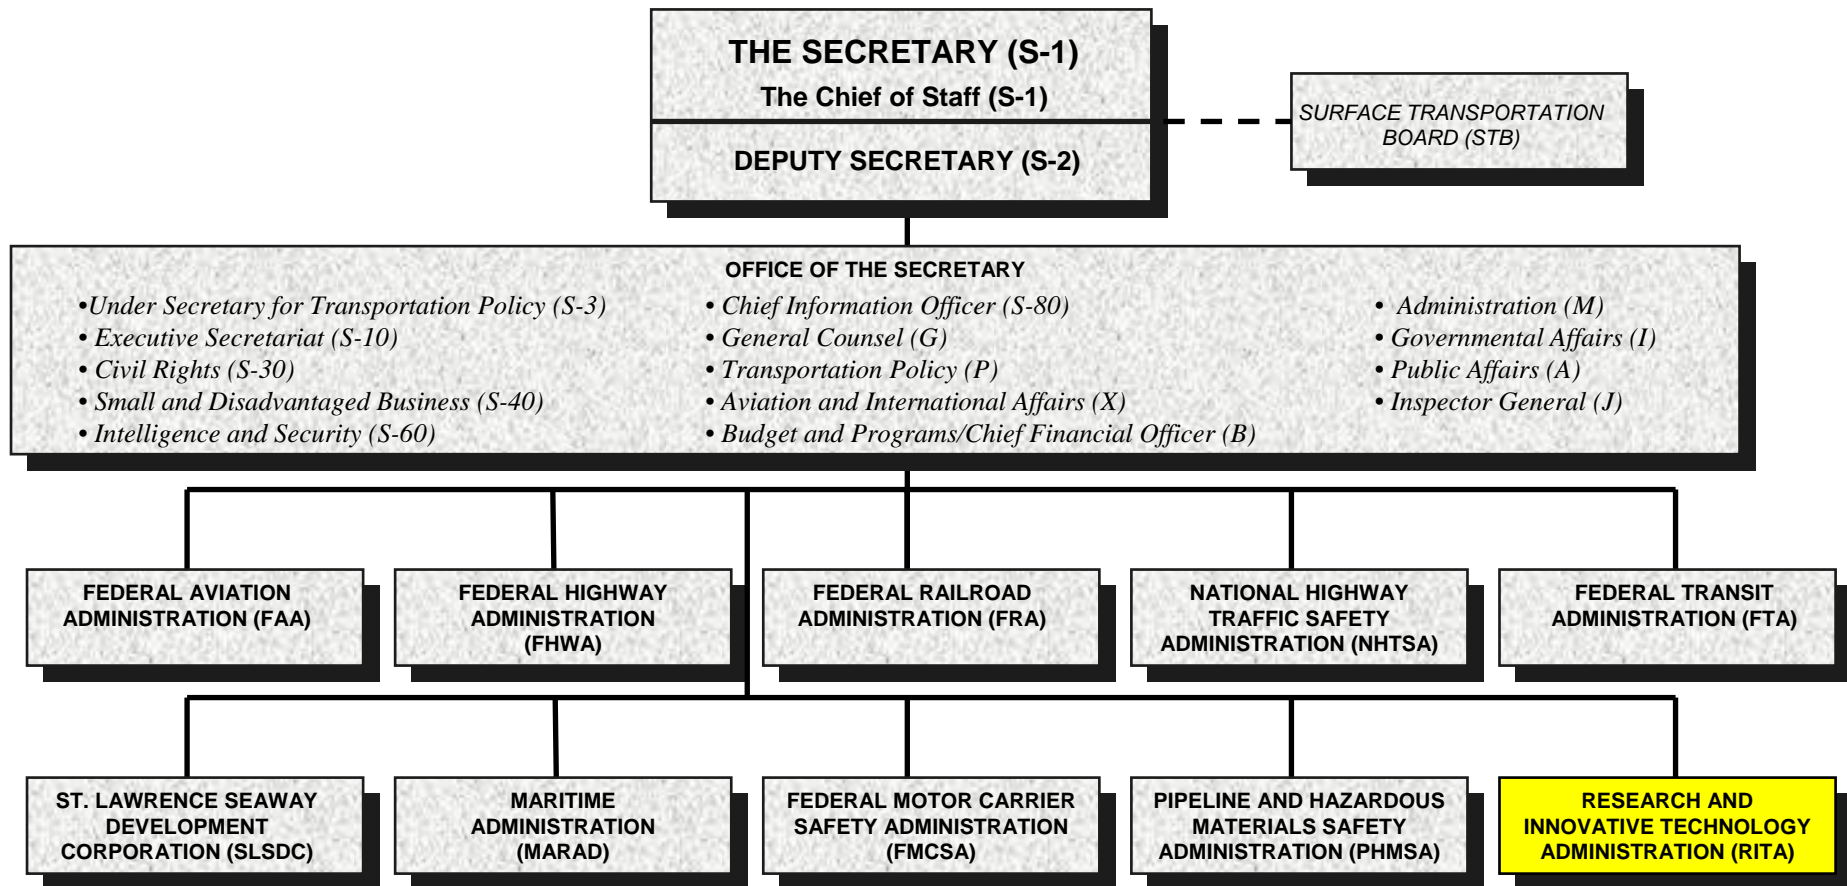 THE SECRETARY (S-1)
The Chief of Staff (S-1)
DEPUTY SECRETARY (S-2)
SURFACE TRANSPORTATION
BOARD (STB)
OFFICE OF THE SECRETARY
•Under Secretary for Transportation Policy (S-3)
• Executive Secretariat (S-10)
• Civil Rights (S-30)
• Small and Disadvantaged Business (S-40)
• Intelligence and Security (S-60)
• Chief Information Officer (S-80)
• General Counsel (G)
• Transportation Policy (P)
• Aviation and International Affairs (X)
• Budget and Programs/Chief Financial Officer (B)
• Administration (M)
• Governmental Affairs (I)
• Public Affairs (A)
• Inspector General (J)
FEDERAL AVIATION
ADMINISTRATION (FAA)
FEDERAL HIGHWAY
ADMINISTRATION
(FHWA)
FEDERAL RAILROAD
ADMINISTRATION (FRA)
NATIONAL HIGHWAY
TRAFFIC SAFETY
ADMINISTRATION (NHTSA)
FEDERAL TRANSIT
ADMINISTRATION (FTA)
ST. LAWRENCE SEAWAY
DEVELOPMENT
CORPORATION (SLSDC)
MARITIME
ADMINISTRATION
(MARAD)
FEDERAL MOTOR CARRIER
SAFETY ADMINISTRATION
(FMCSA)
PIPELINE AND HAZARDOUS
MATERIALS SAFETY
ADMINISTRATION (PHMSA)
RESEARCH AND
INNOVATIVE TECHNOLOGY
ADMINISTRATION (RITA)